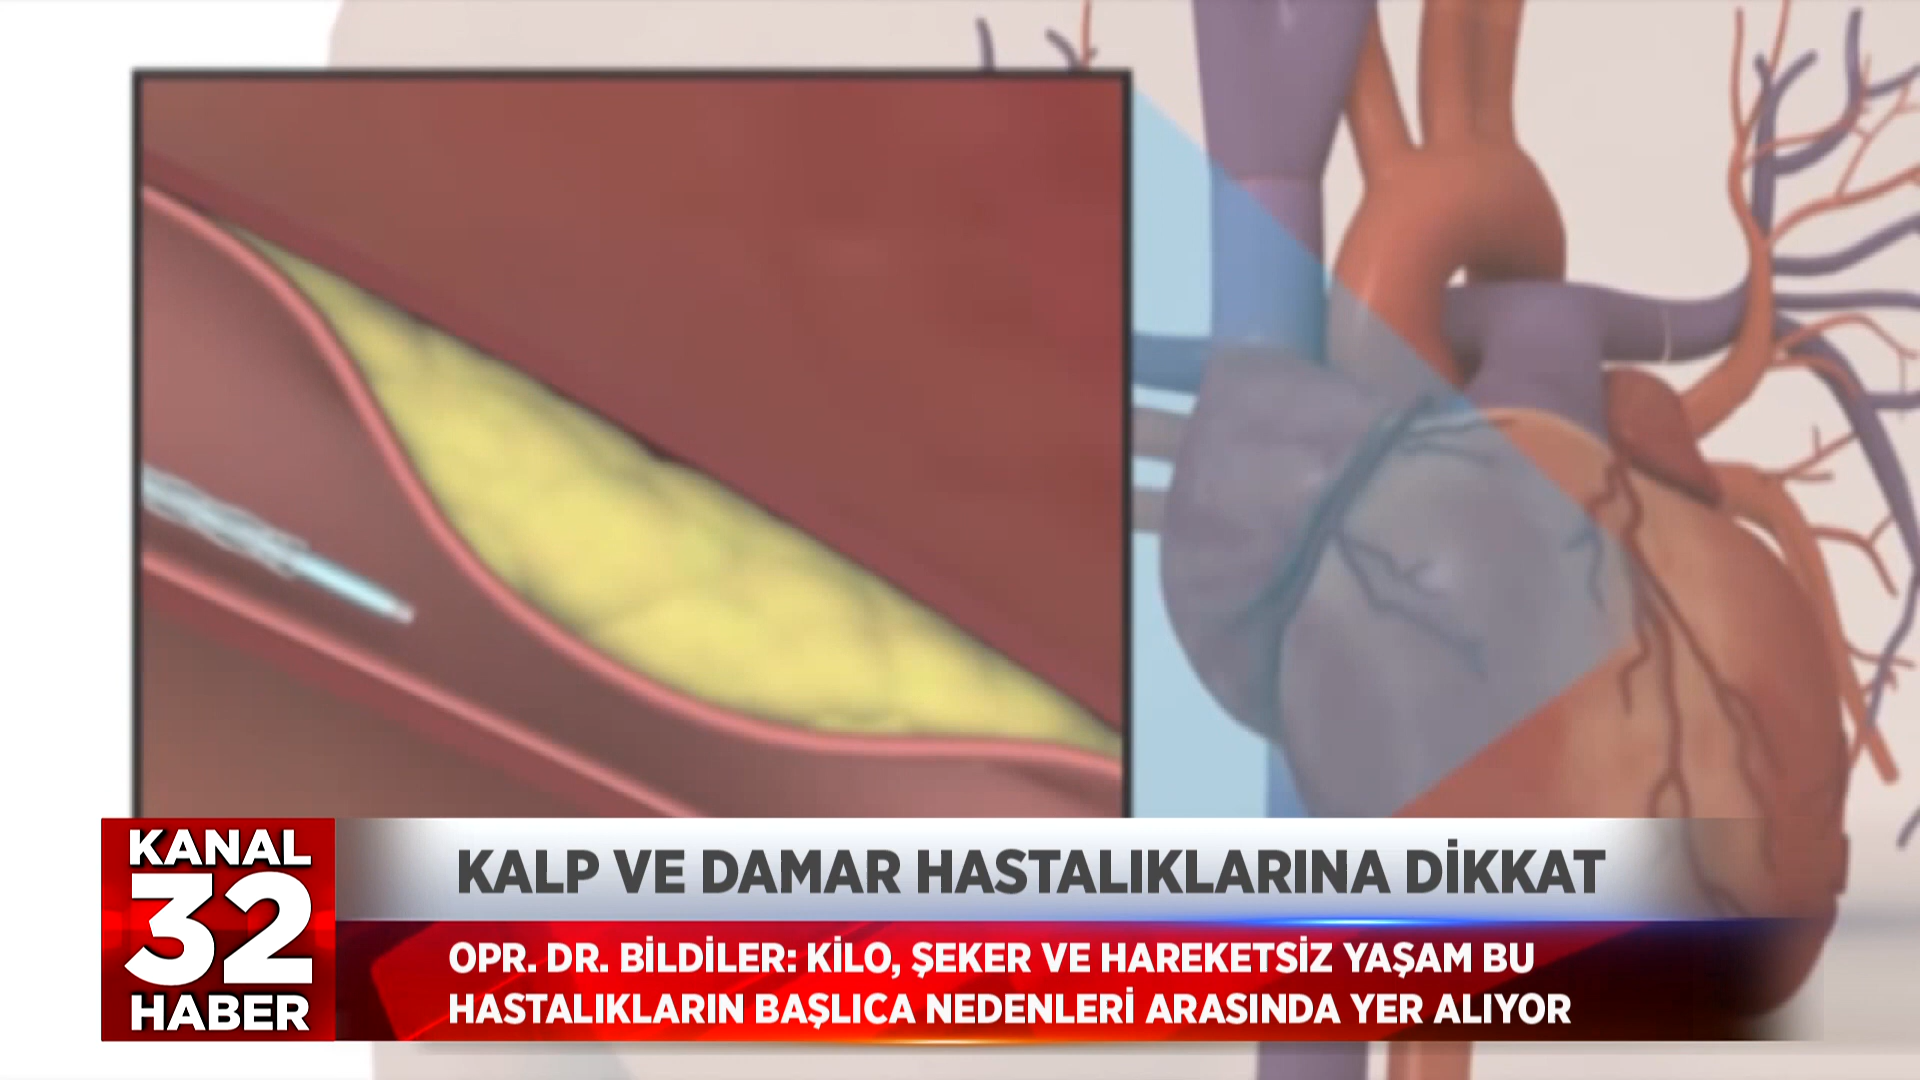 KALP VE DAMAR HASTALIKLARINA DİKKAT
KANAL
32
HABER
OPR. DR. BİLDİLER: KİLO, ŞEKER VE HAREKETSİZ YAŞAM BU
HASTALIKLARIN BAŞLICA NEDENLERİ ARASINDA YER ALIYOR